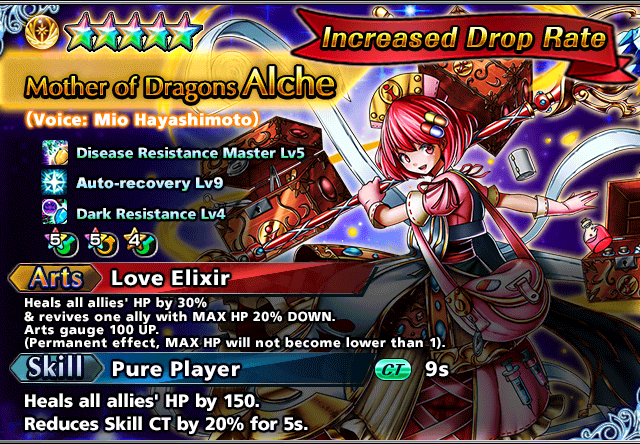 Increased Drop Rate
Mother of Dragons Alche
(Voice: Mio Hayashimoto)
Disease Resistance Master Lv5
Auto-recovery Lv9
Dark Resistance Lv4
5 5 4
Arts Love Elixir
Heals all allies' HP by 30%
& revives one ally with MAX HP 20% DOWN.
Arts gauge 100 UP.
(Permanent effect, MAX HP will not become lower than 1).
Skill Pure Player CT 9s
Heals all allies' HP by 150.
Reduces Skill CT by 20% for 5s.